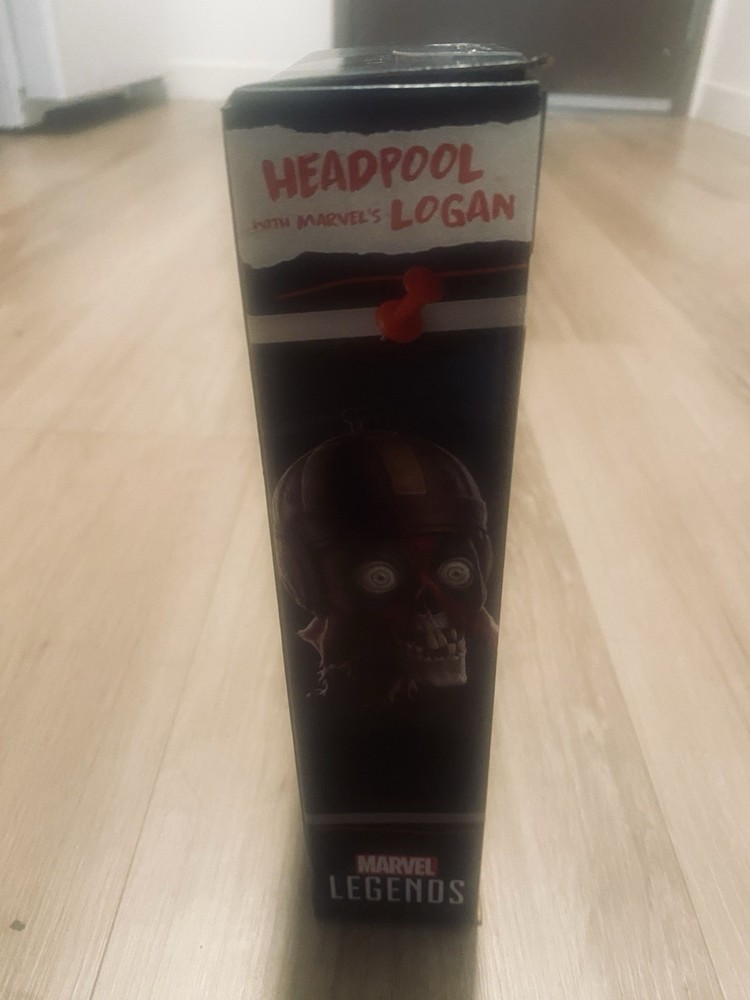 HEADPOOL
WITH MARVEL'S LOGAN
MARVEL
LEGENDS